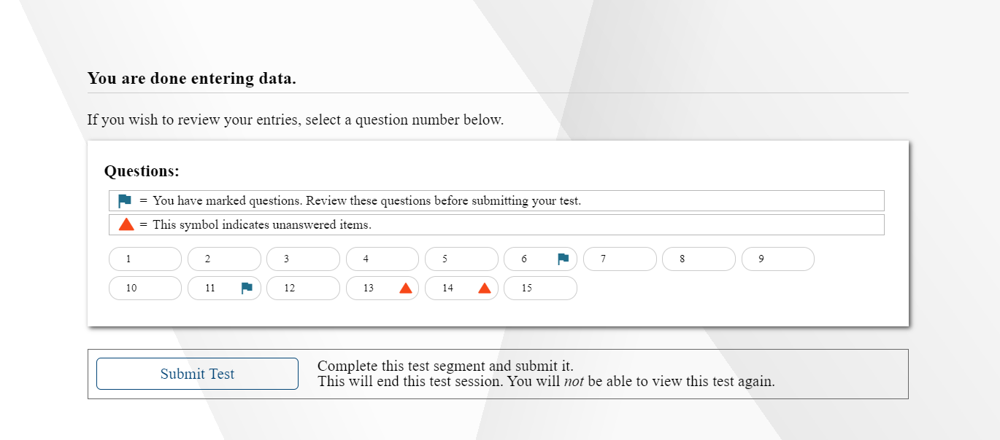 You are done entering data.
If you wish to review your entries, select a question number below.
Questions:
= You have marked questions. Review these questions before submitting your test.
= This symbol indicates unanswered items.
1 2 3 4 5 6 7 8 9
10 11 12 13 14 15
Submit Test
Complete this test segment and submit it.
This will end this test session. You will not be able to view this test again.